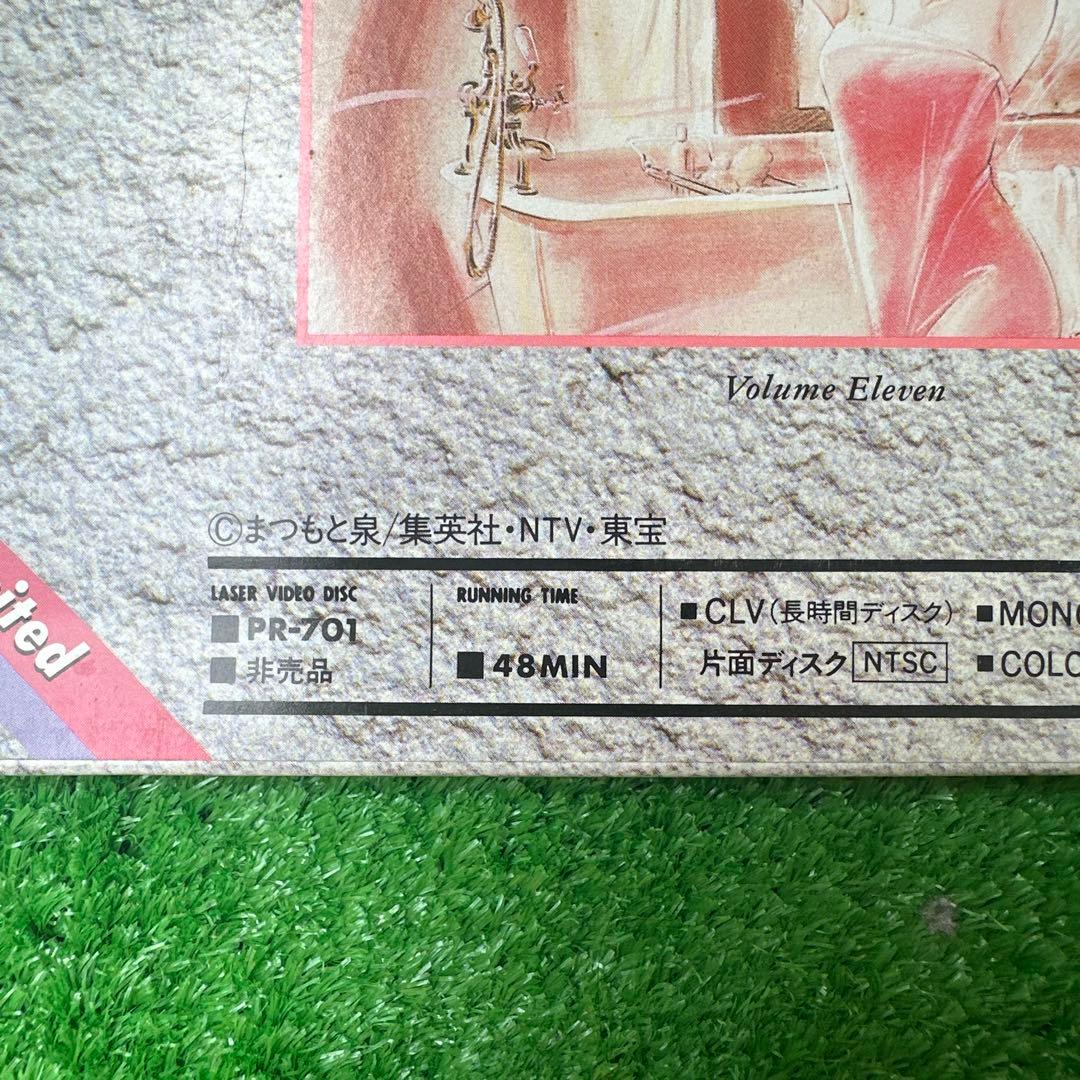 Volume Eleven
©まつもと泉/集英社・NTV・東宝
LASER VIDEO DISC
■PR-701
■非売品
RUNNING TIME
■48MIN
■CLV(長時間ディスク)
片面ディスク NTSC
■MONO
■COLO
ited